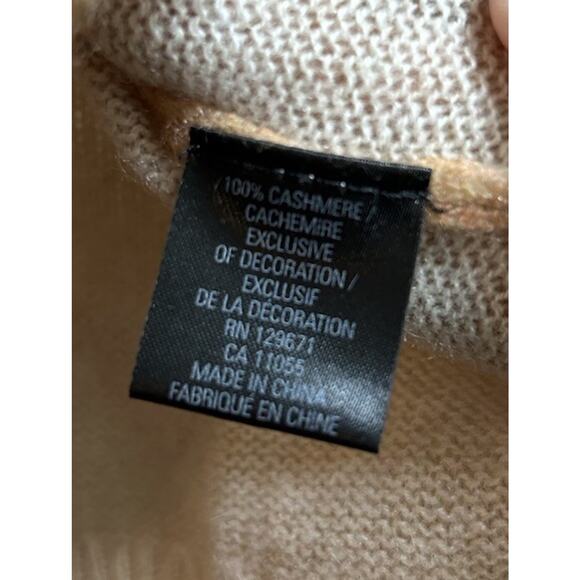 100% CASHMERE /
CACHEMIRE
EXCLUSIVE
OF DECORATION /
EXCLUSIF
DE LA DÉCORATION
RN 129671
CA 11055
MADE IN CHINA
FABRIQUÉ EN CHINE